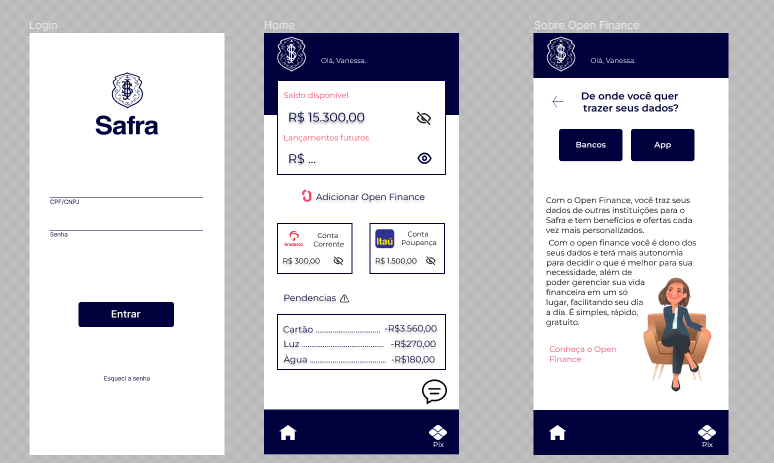 Login
Safra
CPF/CNPJ
Senha
Entrar
Esqueci a senha
Home
Olá, Vanessa.
Saldo disponível
R$ 15.300,00
Lançamentos futuros
R$ ...
Adicionar Open Finance
bradesco
Conta
Corrente
R$ 300,00
Itaú
Conta
Poupança
R$ 1.500,00
Pendencias
Cartão .............................. -R$3.560,00
Luz ...................................... -R$270,00
Àgua .................................... -R$180,00
Pix
Sobre Open Finance
Olá, Vanessa.
De onde você quer
trazer seus dados?
Bancos
App
Com o Open Finance, você traz seus
dados de outras instituições para o
Safra e tem benefícios e ofertas cada
vez mais personalizados.
Com o open finance você é dono dos
seus dados e terá mais autonomia
para decidir o que é melhor para sua
necessidade, além de
poder gerenciar sua vida
financeira em um só
lugar, facilitando seu dia
a dia. É simples, rápido,
gratuito.
Conheça o Open
Finance
Pix